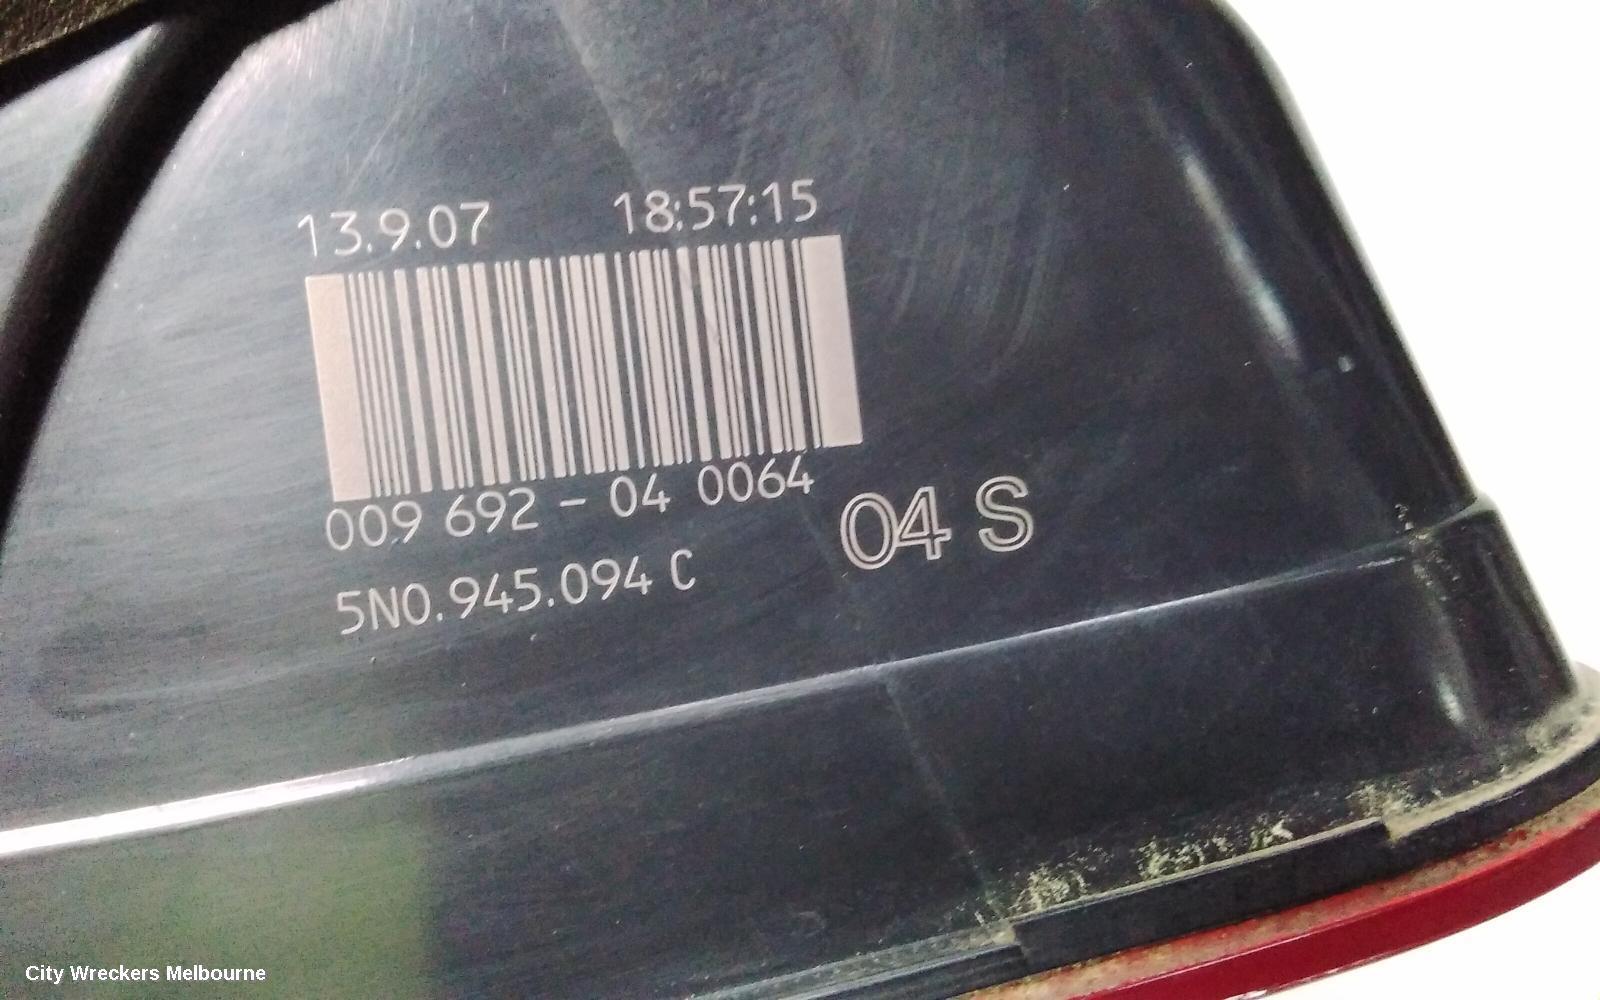 13.9.07 18:57:15
009 692 - 04 0064
04 S
5N0.945.094 C
City Wreckers Melbourne